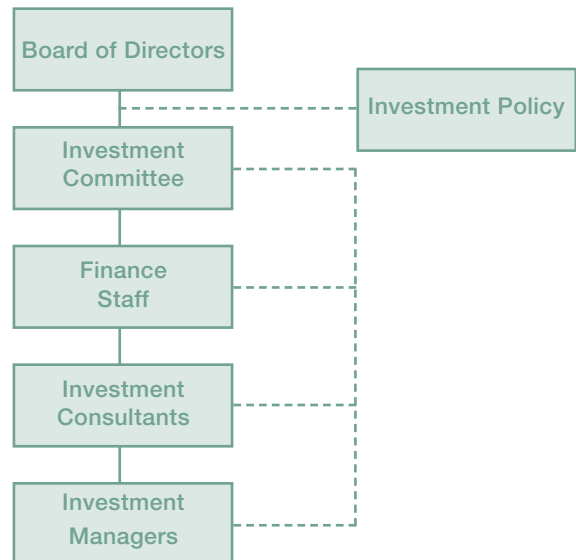 Board of Directors
Investment Policy
Investment
Committee
Finance
Staff
Investment
Consultants
Investment
Managers